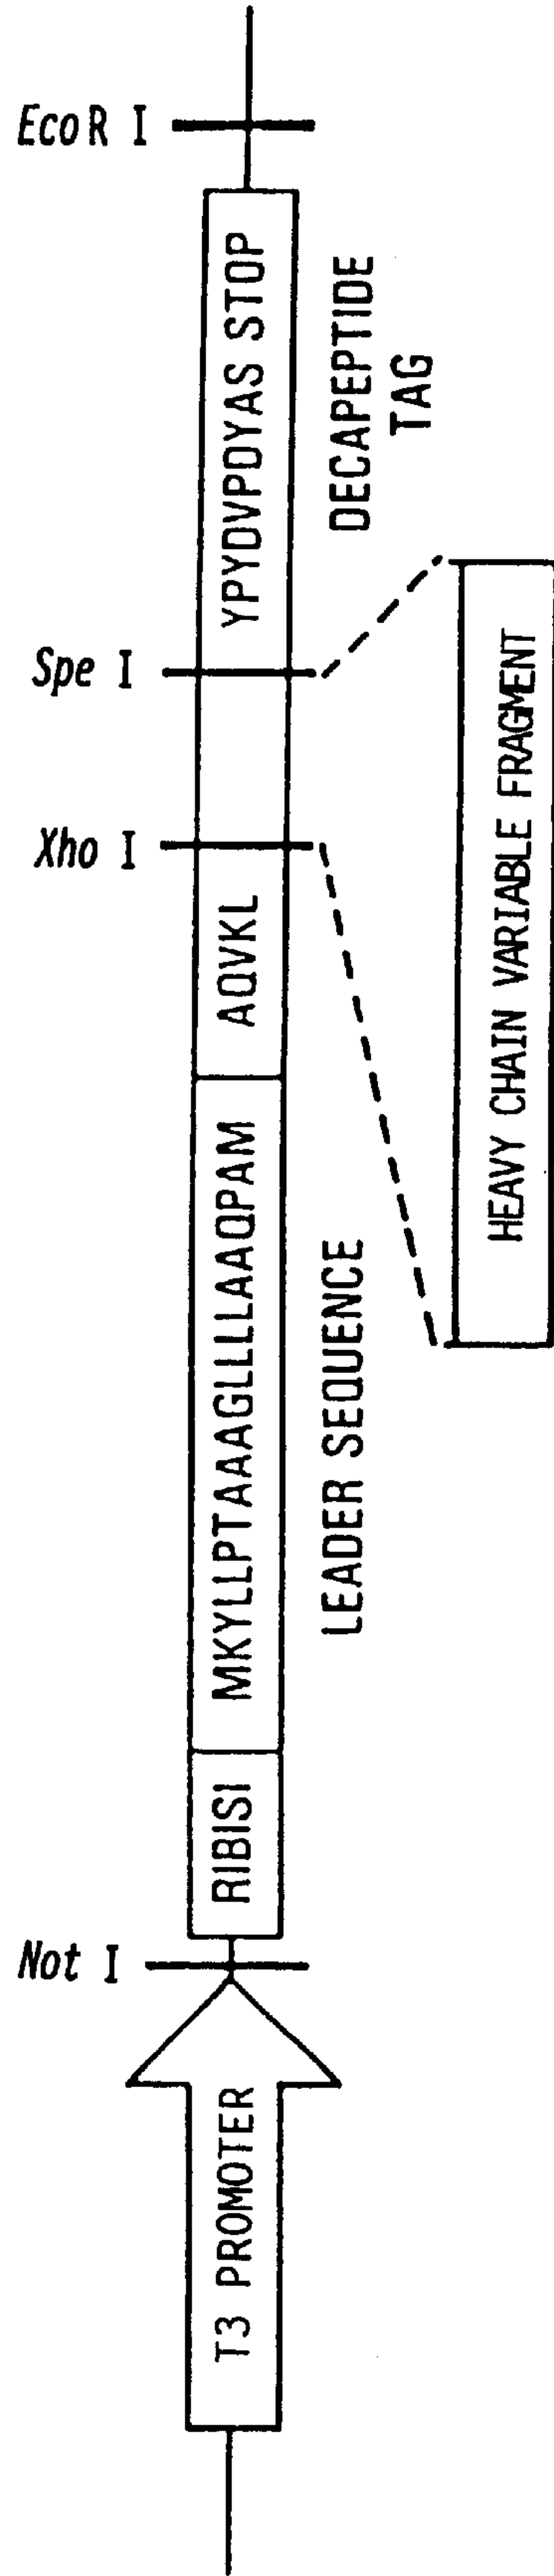 Not I
Xho I
Spe I
EcoR I
T3 PROMOTER
RIBISI
MKYLLPTAAAGLLLLAAQPAM
AQVKL
YPYDVPDYAS STOP
LEADER SEQUENCE
DECAPEPTIDE
TAG
HEAVY CHAIN VARIABLE FRAGMENT